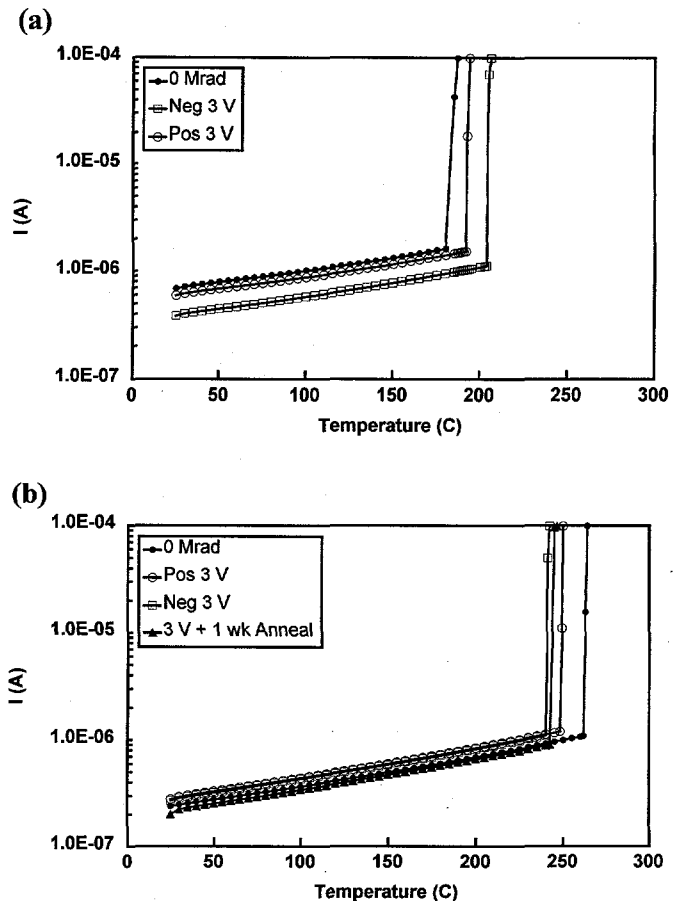 (a)
1.0E-04
0 Mrad
Neg 3 V
Pos 3 V
1.0E-05
I (A)
1.0E-06
1.0E-07
0 50 100 150 200 250 300
Temperature (C)
(b)
1.0E-04
0 Mrad
Pos 3 V
Neg 3 V
3 V + 1 wk Anneal
1.0E-05
I (A)
1.0E-06
1.0E-07
0 50 100 150 200 250 300
Temperature (C)